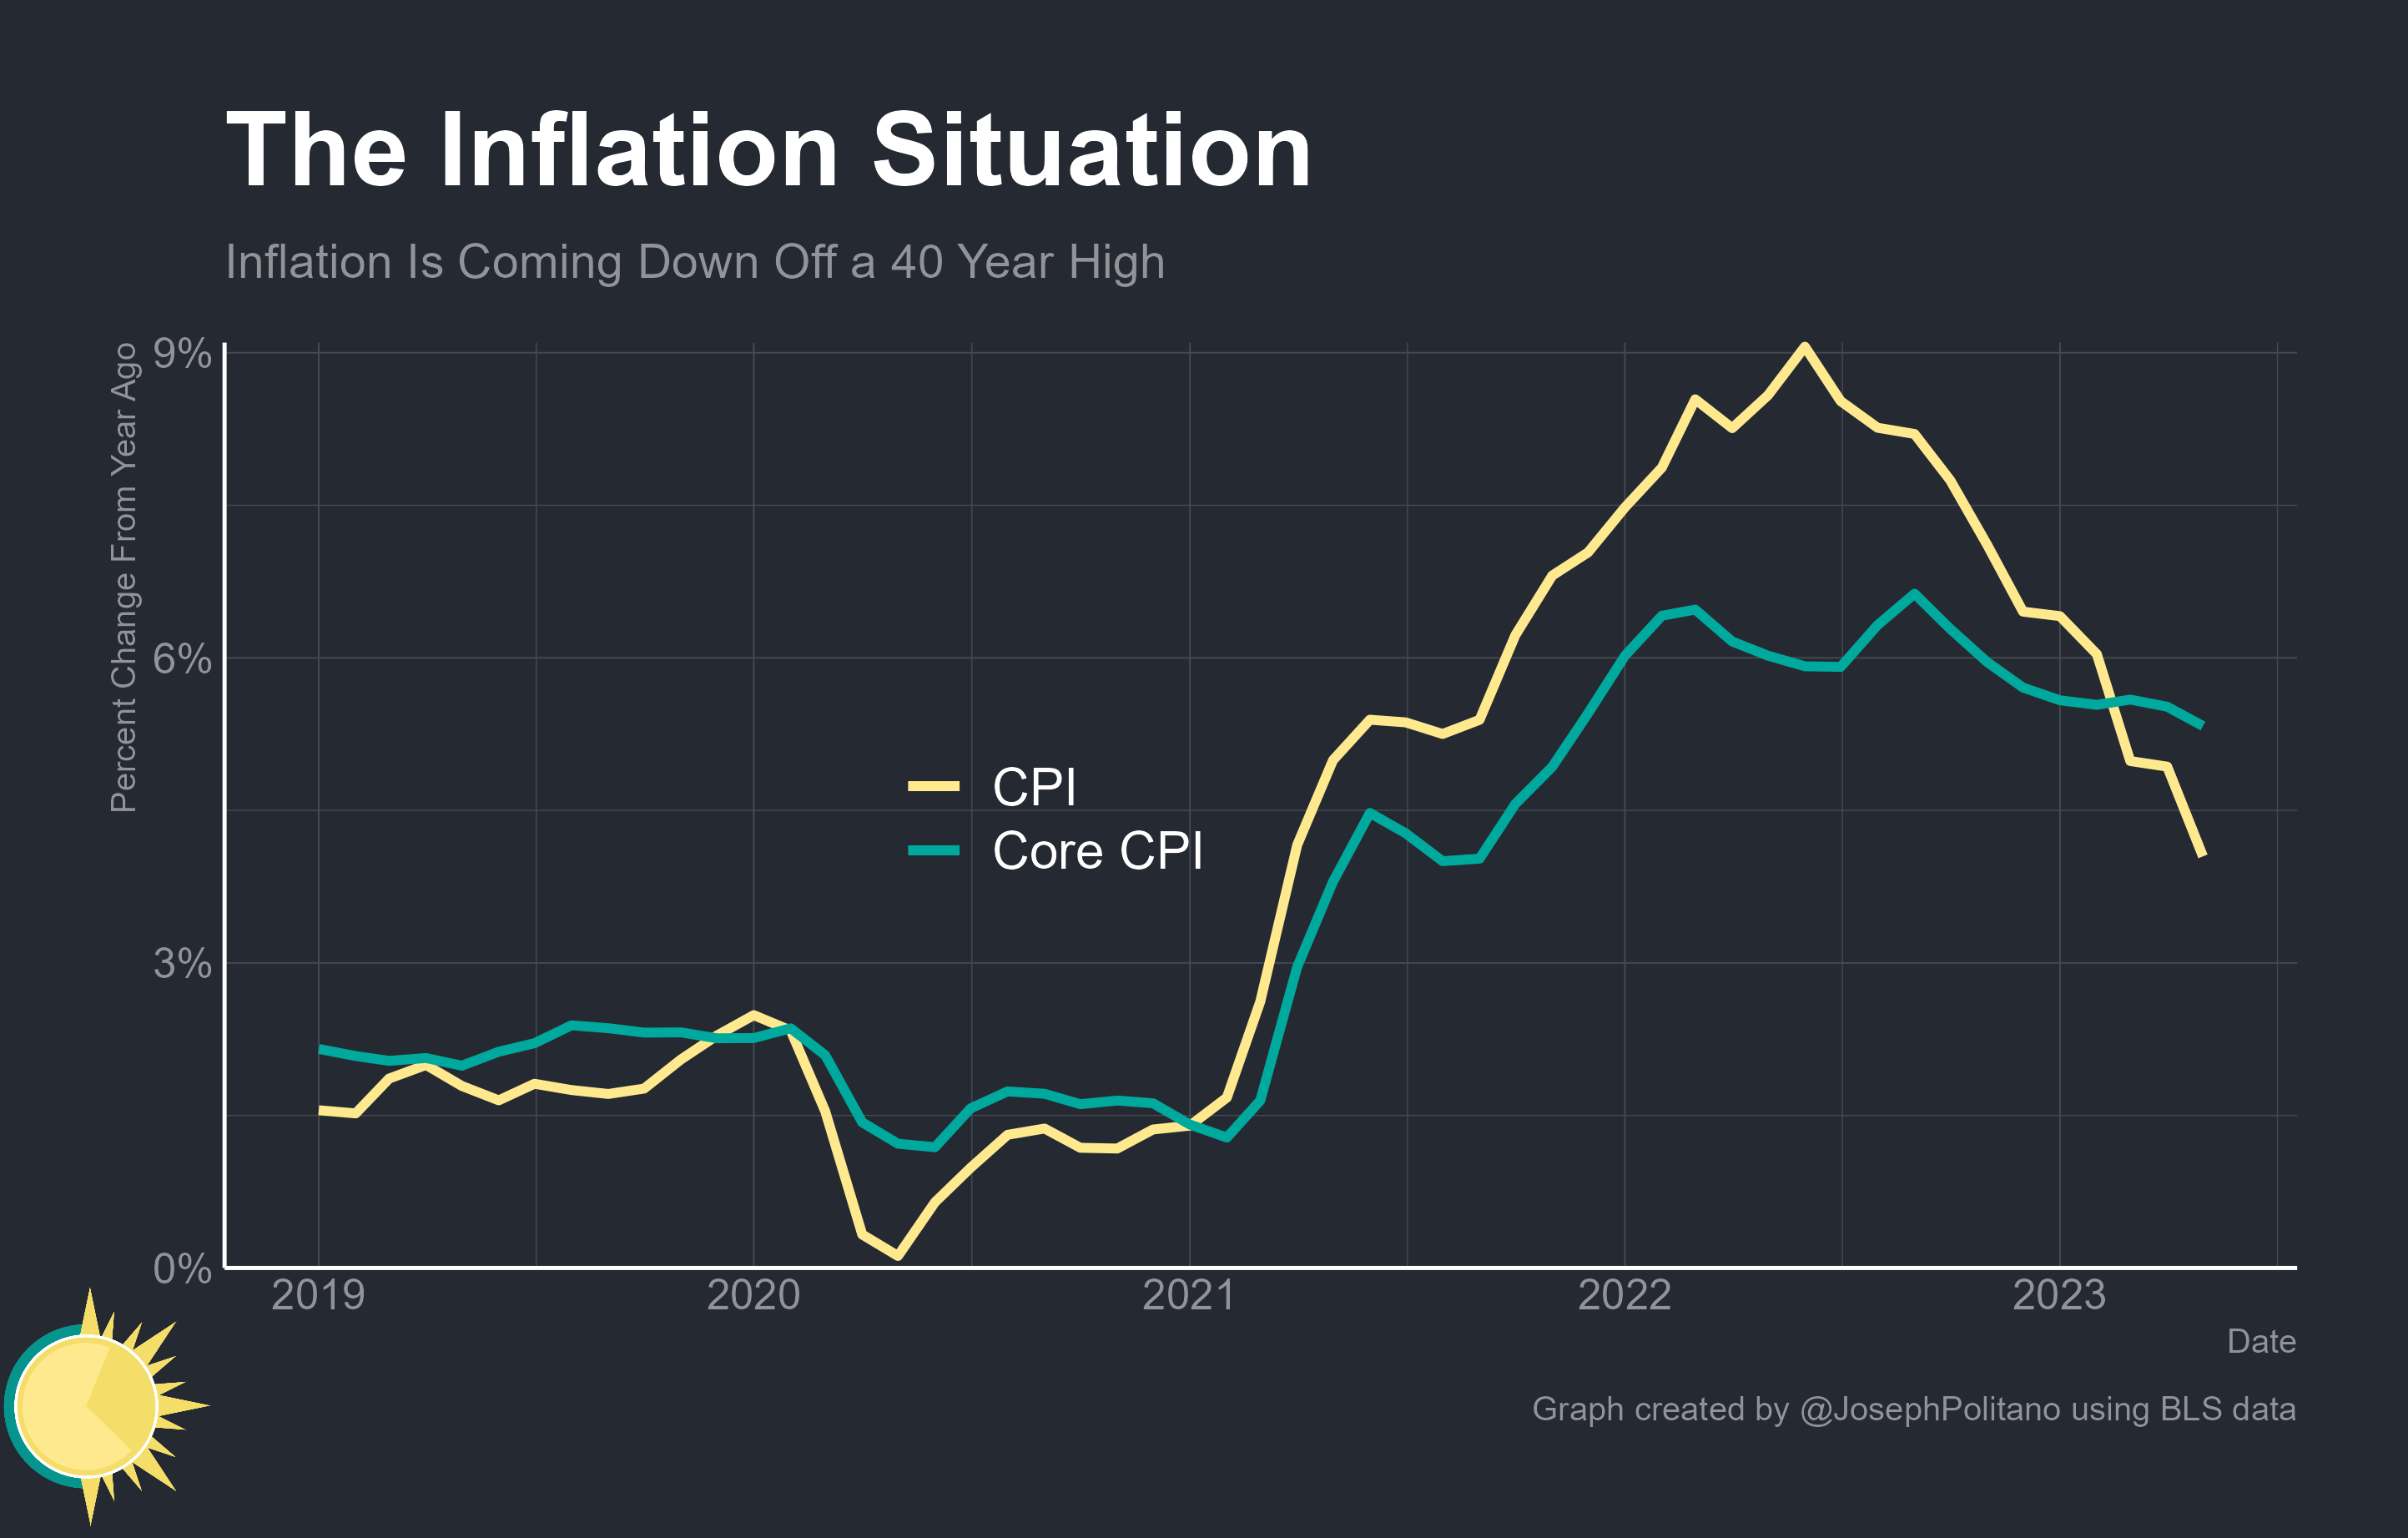 The Inflation Situation
Inflation Is Coming Down Off a 40 Year High
Percent Change From Year Ago
9%
6%
3%
0%
CPI
Core CPI
2019
2020
2021
2022
2023
Date
Graph created by @JosephPolitano using BLS data